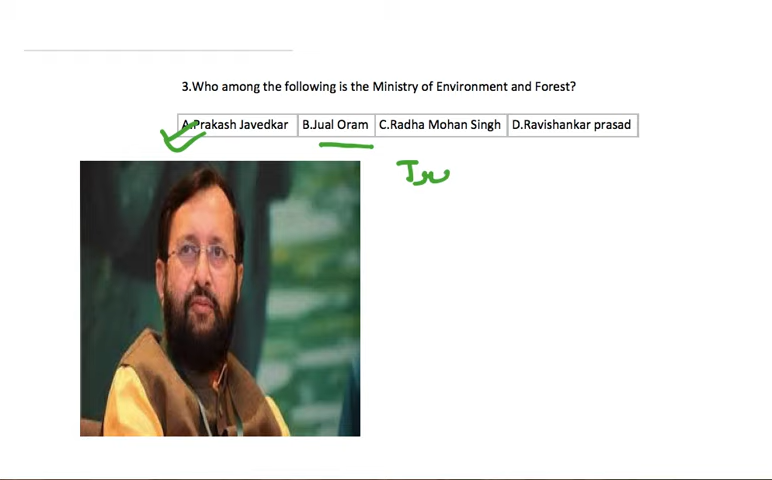 3.Who among the following is the Ministry of Environment and Forest?
A.Prakash Javedkar B.Jual Oram C.Radha Mohan Singh D.Ravishankar prasad